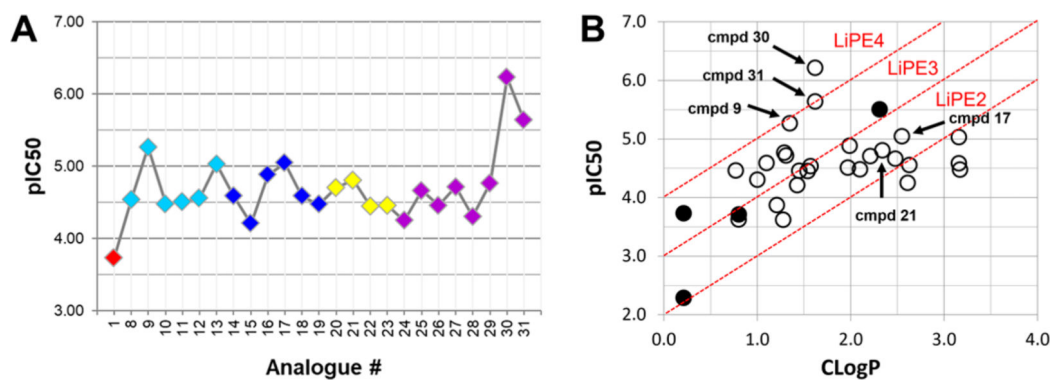 A
7.00
6.00
5.00
4.00
3.00
pIC50
1 8 9 10 11 12 13 14 15 16 17 18 19 20 21 22 23 24 25 26 27 28 29 30 31
Analogue #
B
7.0
6.0
5.0
4.0
3.0
2.0
pIC50
cmpd 30
cmpd 31
cmpd 9
LiPE4
LiPE3
LiPE2
cmpd 17
cmpd 21
0.0 1.0 2.0 3.0 4.0
CLogP